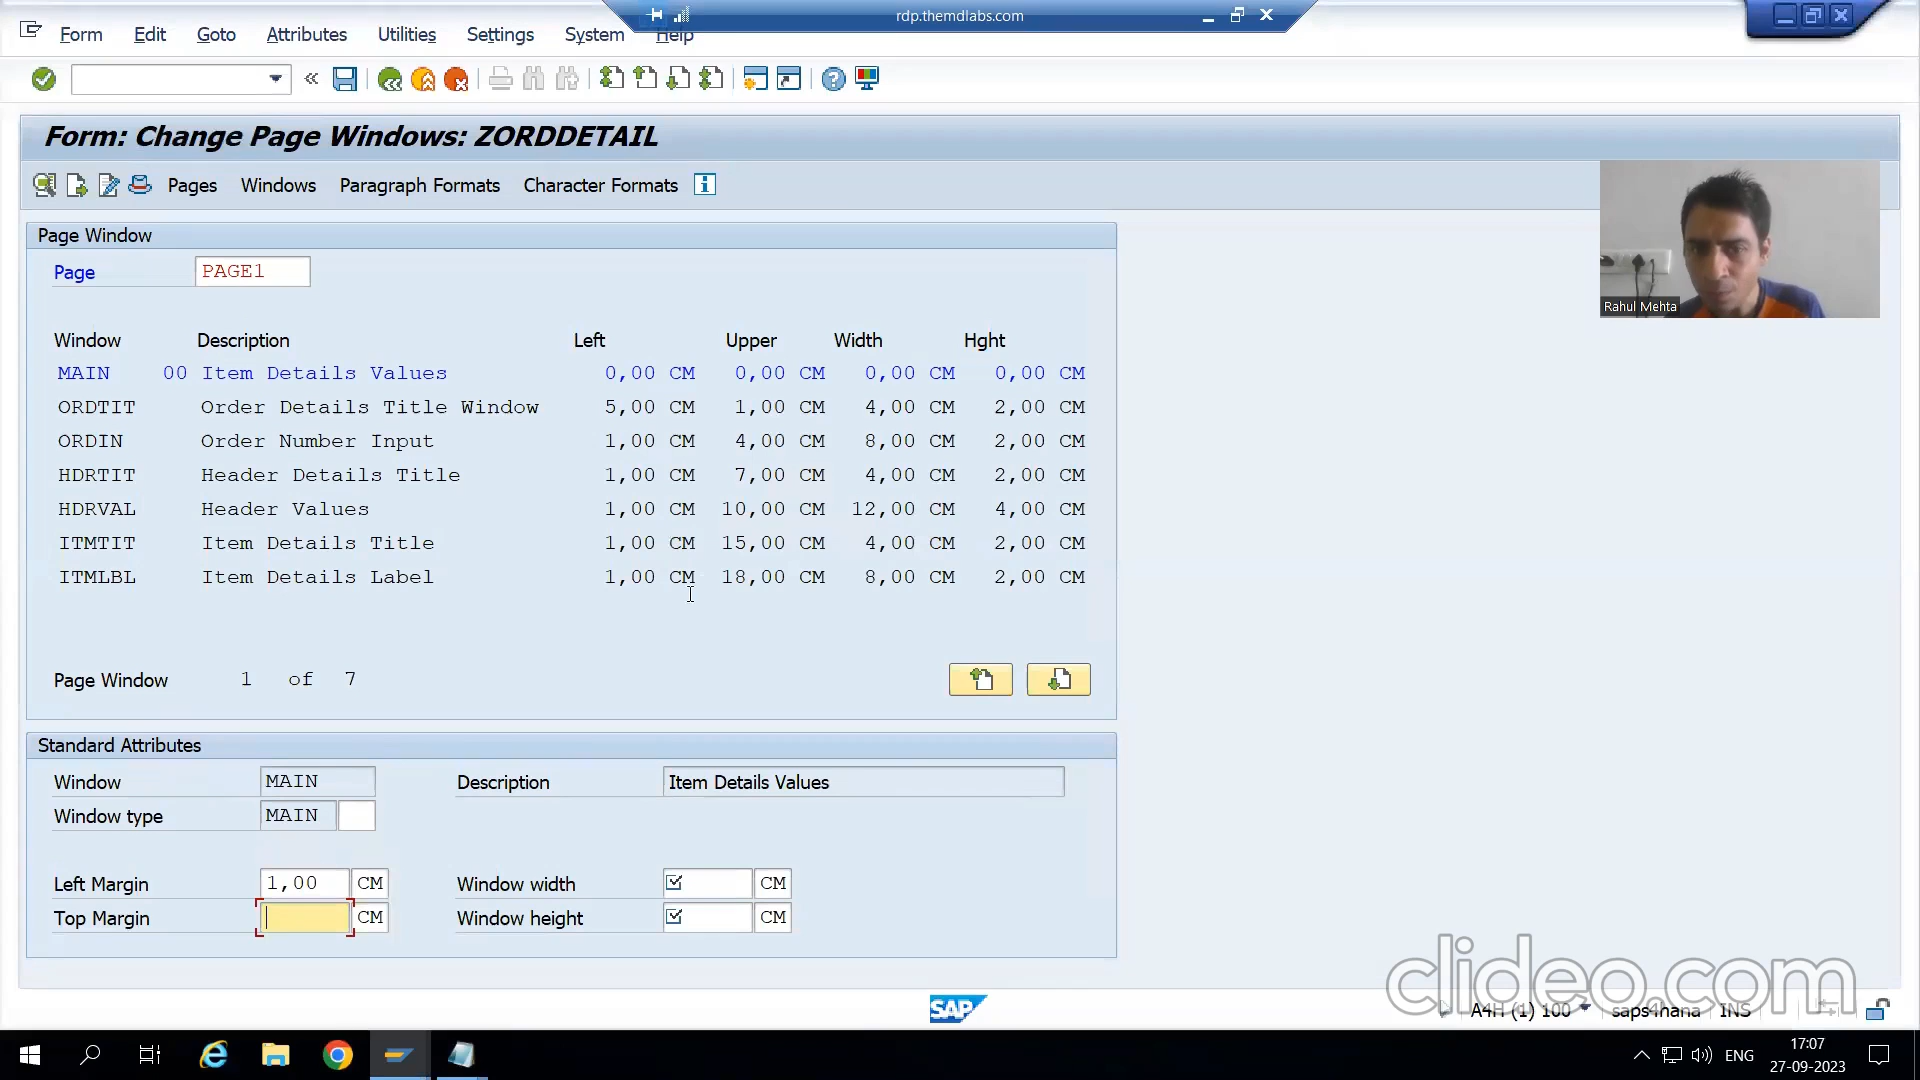 rdp.themdlabs.com
Form Edit Goto Attributes Utilities Settings System Help
Form: Change Page Windows: ZORDDETAIL
Pages Windows Paragraph Formats Character Formats
Rahul Mehta
Page Window
Page PAGE1
Window Description Left Upper Width Hght
MAIN 00 Item Details Values 0,00 CM 0,00 CM 0,00 CM 0,00 CM
ORDTIT Order Details Title Window 5,00 CM 1,00 CM 4,00 CM 2,00 CM
ORDIN Order Number Input 1,00 CM 4,00 CM 8,00 CM 2,00 CM
HDRTIT Header Details Title 1,00 CM 7,00 CM 4,00 CM 2,00 CM
HDRVAL Header Values 1,00 CM 10,00 CM 12,00 CM 4,00 CM
ITMTIT Item Details Title 1,00 CM 15,00 CM 4,00 CM 2,00 CM
ITMLBL Item Details Label 1,00 CM 18,00 CM 8,00 CM 2,00 CM
Page Window 1 of 7
Standard Attributes
Window MAIN Description Item Details Values
Window type MAIN
Left Margin 1,00 CM Window width CM
Top Margin CM Window height CM
clideo.com
SAP
A4H (1) 100 saps4hana INS
ENG
17:07
27-09-2023